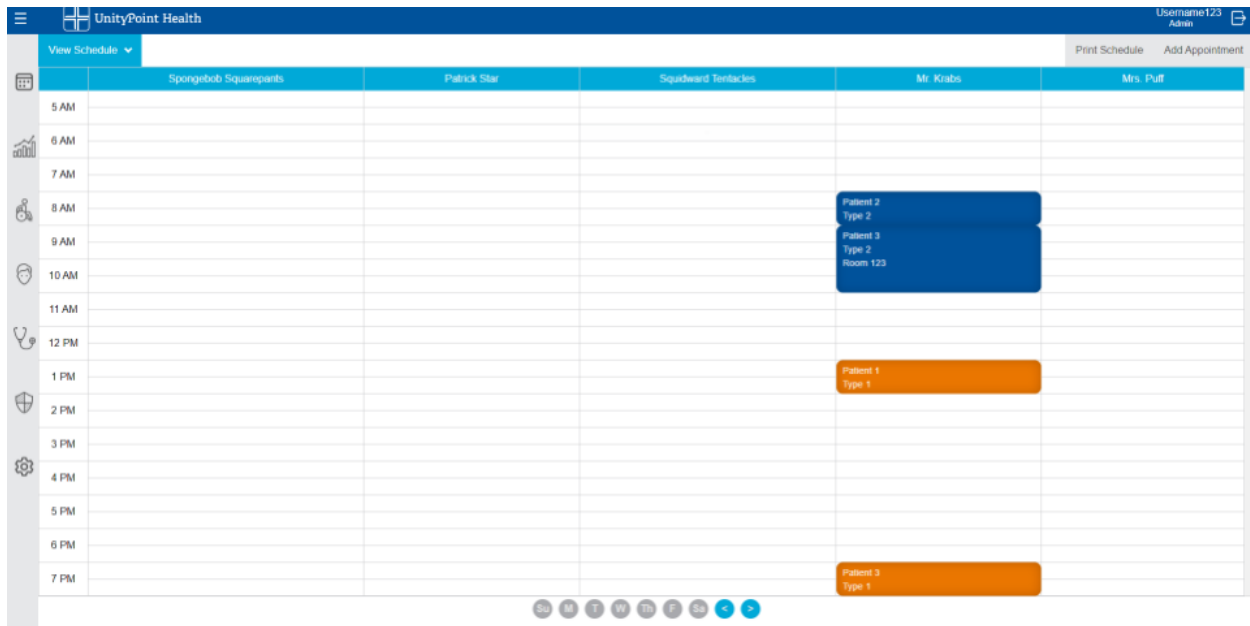 UnityPoint Health
Username123
Admin
View Schedule
Print Schedule
Add Appointment
Spongebob Squarepants
Patrick Star
Squidward Tentacles
Mr. Krabs
Mrs. Puff
5 AM
6 AM
7 AM
8 AM
Patient 2
Type 2
9 AM
Patient 3
Type 2
Room 123
10 AM
11 AM
12 PM
1 PM
Patient 1
Type 1
2 PM
3 PM
4 PM
5 PM
6 PM
7 PM
Patient 3
Type 1
Su M T W Th F Sa < >